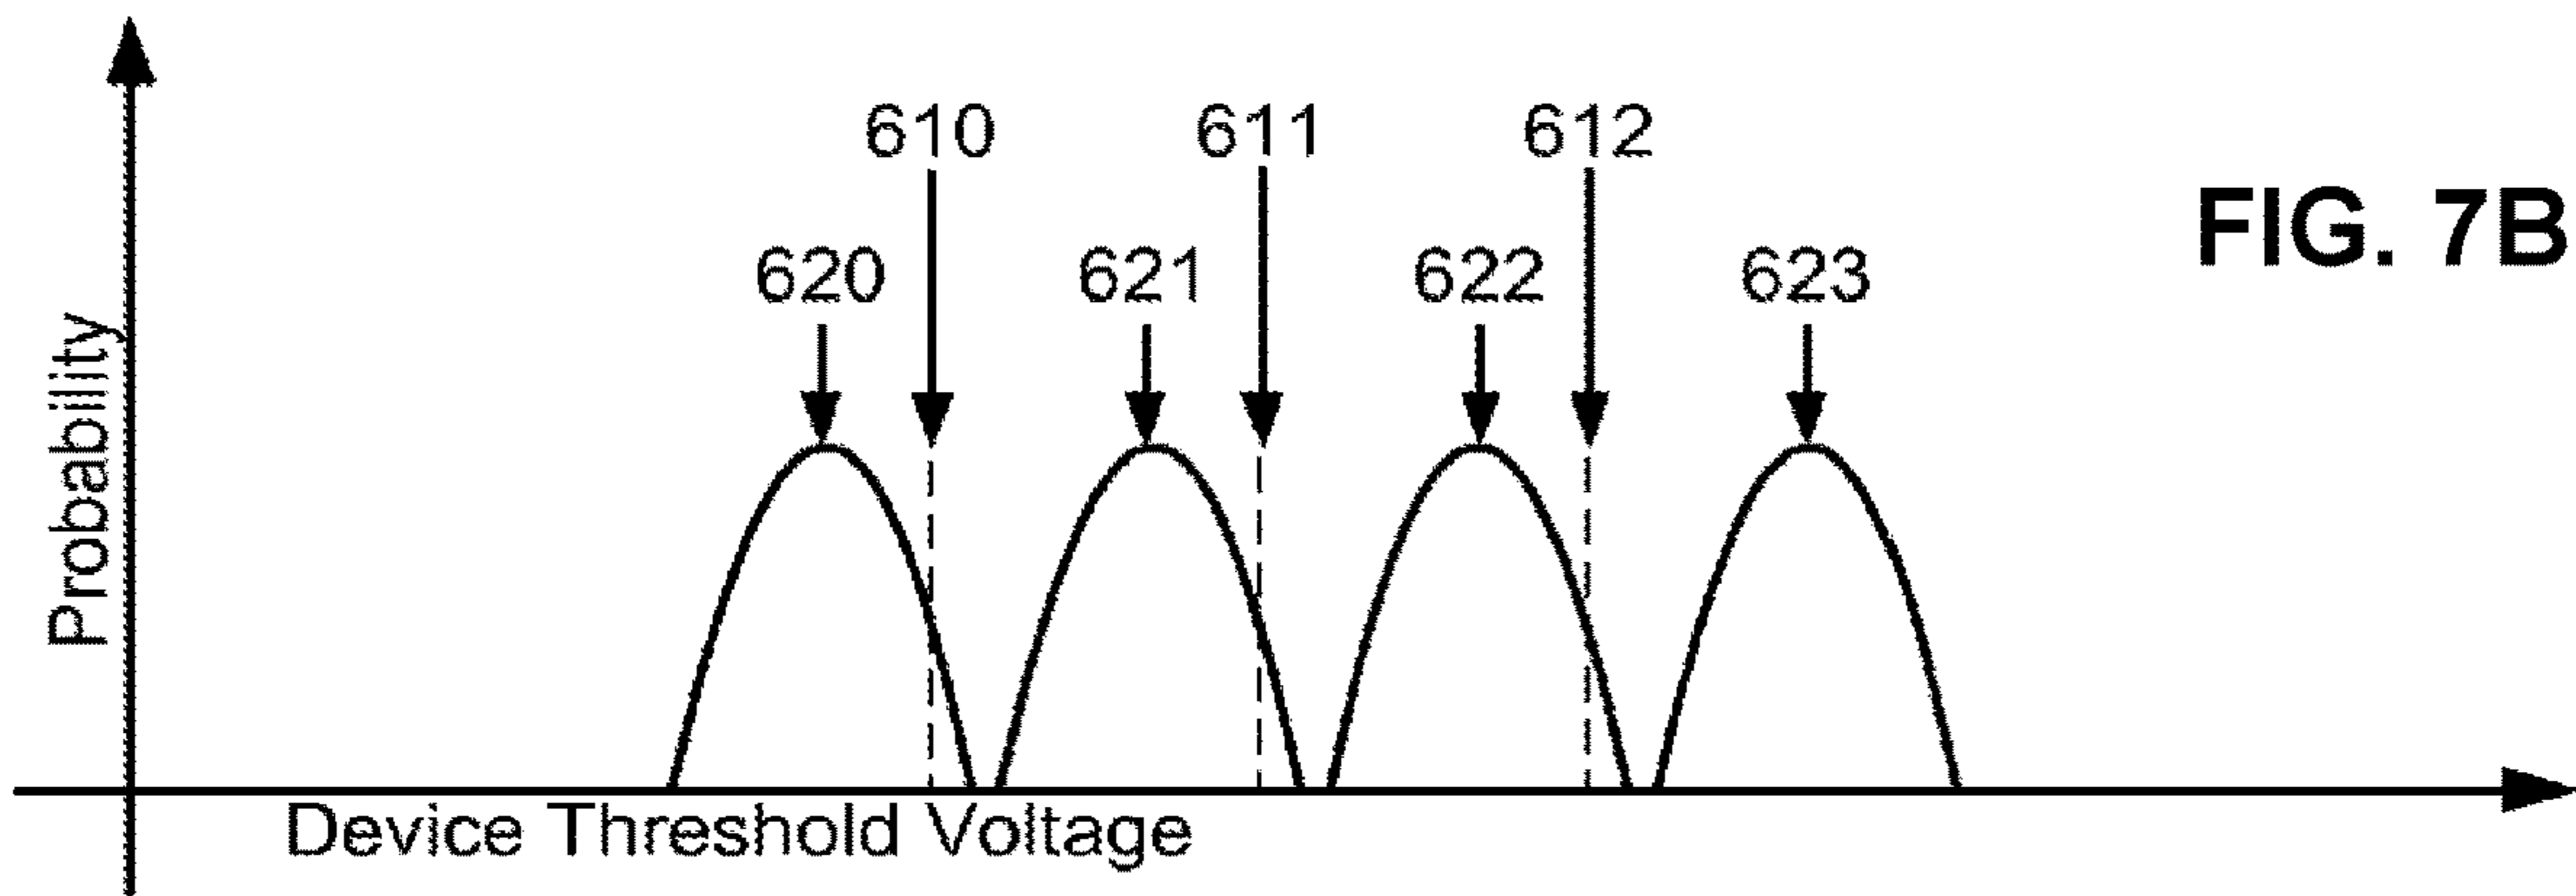 610 611 612
FIG. 7B
620 621 622 623
Probability
Device Threshold Voltage